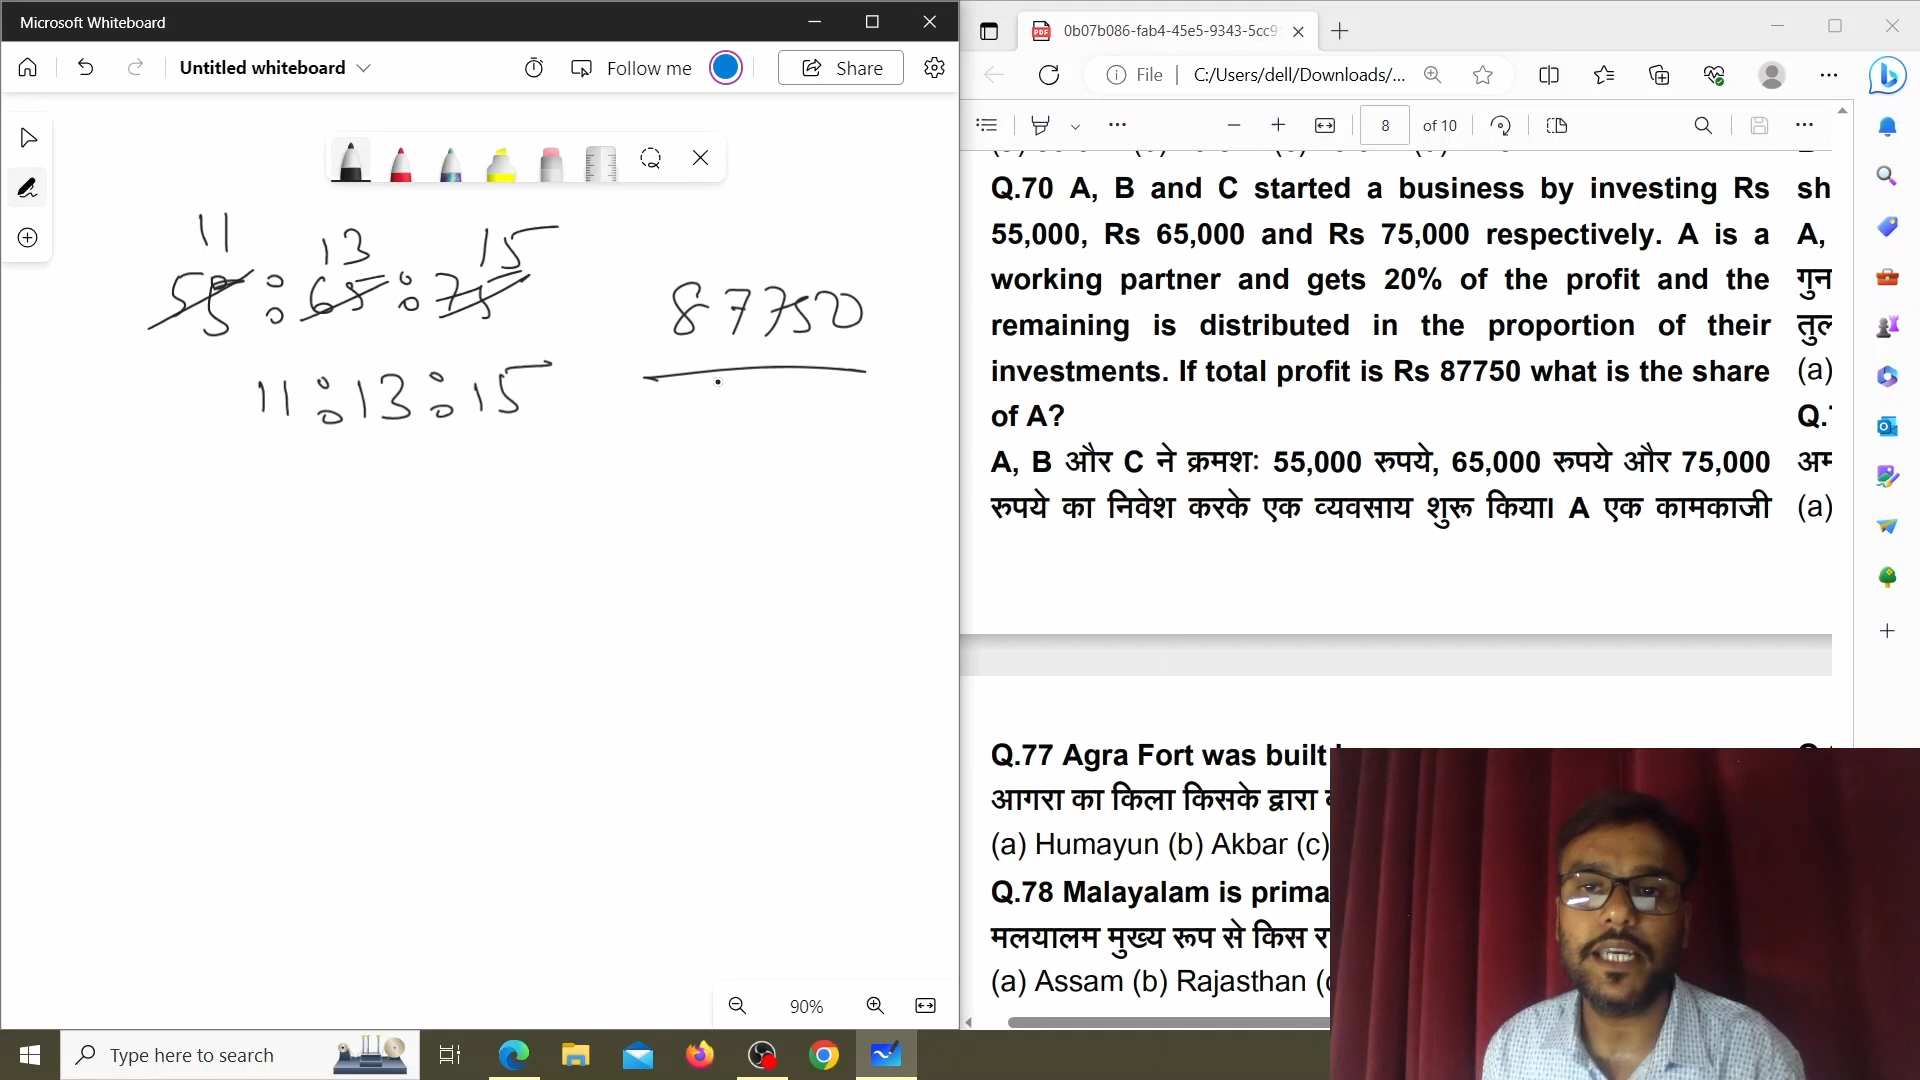 Microsoft Whiteboard
Untitled whiteboard
Follow me
Share
11
13
15
55 : 65 : 75
87750
11 : 13 : 15
90%
0b07b086-fab4-45e5-9343-5cc9
File
C:/Users/dell/Downloads/...
8 of 10
Q.70 A, B and C started a business by investing Rs
55,000, Rs 65,000 and Rs 75,000 respectively. A is a
working partner and gets 20% of the profit and the
remaining is distributed in the proportion of their
investments. If total profit is Rs 87750 what is the share
of A?
A, B और C ने क्रमशः 55,000 रुपये, 65,000 रुपये और 75,000
रुपये का निवेश करके एक व्यवसाय शुरू किया। A एक कामकाजी
sh
A,
गुन
तुल
(a)
Q.
अम
(a)
Q.77 Agra Fort was built
आगरा का किला किसके द्वारा
(a) Humayun (b) Akbar (c)
Q.78 Malayalam is prima
मलयालम मुख्य रूप से किस
(a) Assam (b) Rajasthan
Type here to search